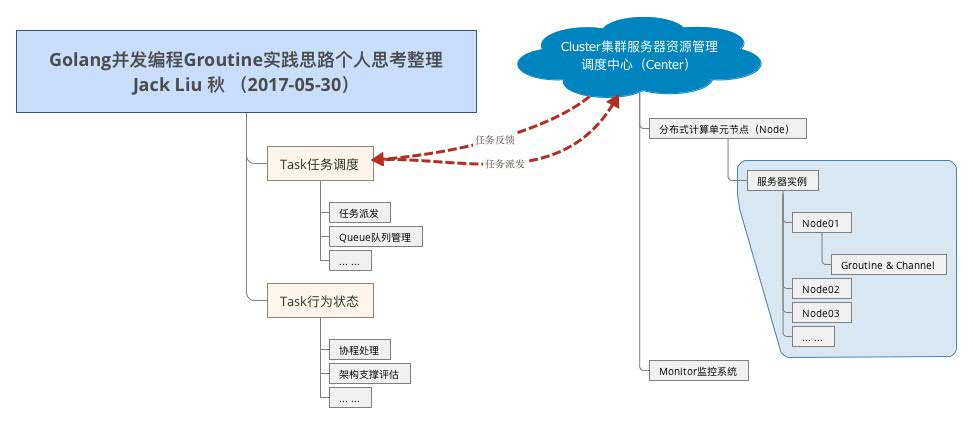 Golang并发编程Groutine实践思路个人思考整理
Jack Liu 秋 （2017-05-30）
Task任务调度
任务派发
Queue队列管理
... ...
Task行为状态
协程处理
架构支撑评估
... ...
任务反馈
任务派发
Cluster集群服务器资源管理
调度中心（Center）
分布式计算单元节点（Node）
服务器实例
Node01
Groutine & Channel
Node02
Node03
... ...
Monitor监控系统